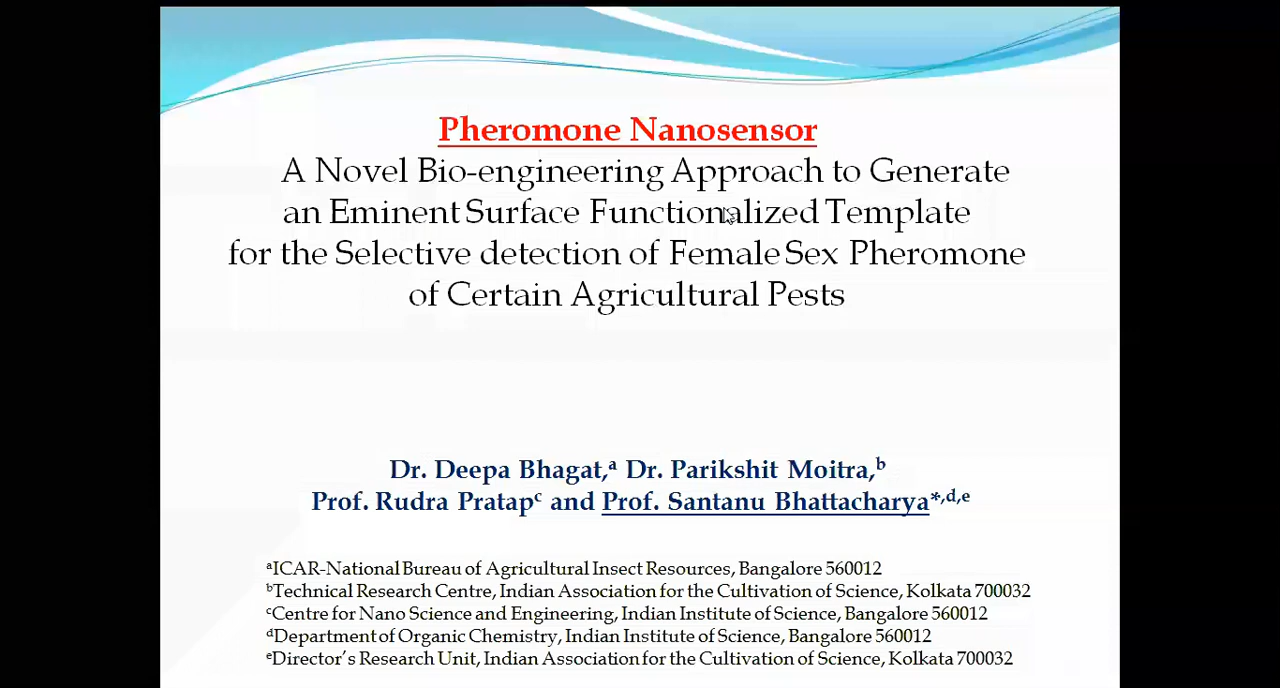 Pheromone Nanosensor
A Novel Bio-engineering Approach to Generate
an Eminent Surface Functionalized Template
for the Selective detection of Female Sex Pheromone
of Certain Agricultural Pests
Dr. Deepa Bhagat,ᵃ Dr. Parikshit Moitra,ᵇ
Prof. Rudra Pratapᶜ and Prof. Santanu Bhattacharya*,ᵈ,ᵉ
ᵃICAR-National Bureau of Agricultural Insect Resources, Bangalore 560012
ᵇTechnical Research Centre, Indian Association for the Cultivation of Science, Kolkata 700032
ᶜCentre for Nano Science and Engineering, Indian Institute of Science, Bangalore 560012
ᵈDepartment of Organic Chemistry, Indian Institute of Science, Bangalore 560012
ᵉDirector’s Research Unit, Indian Association for the Cultivation of Science, Kolkata 700032